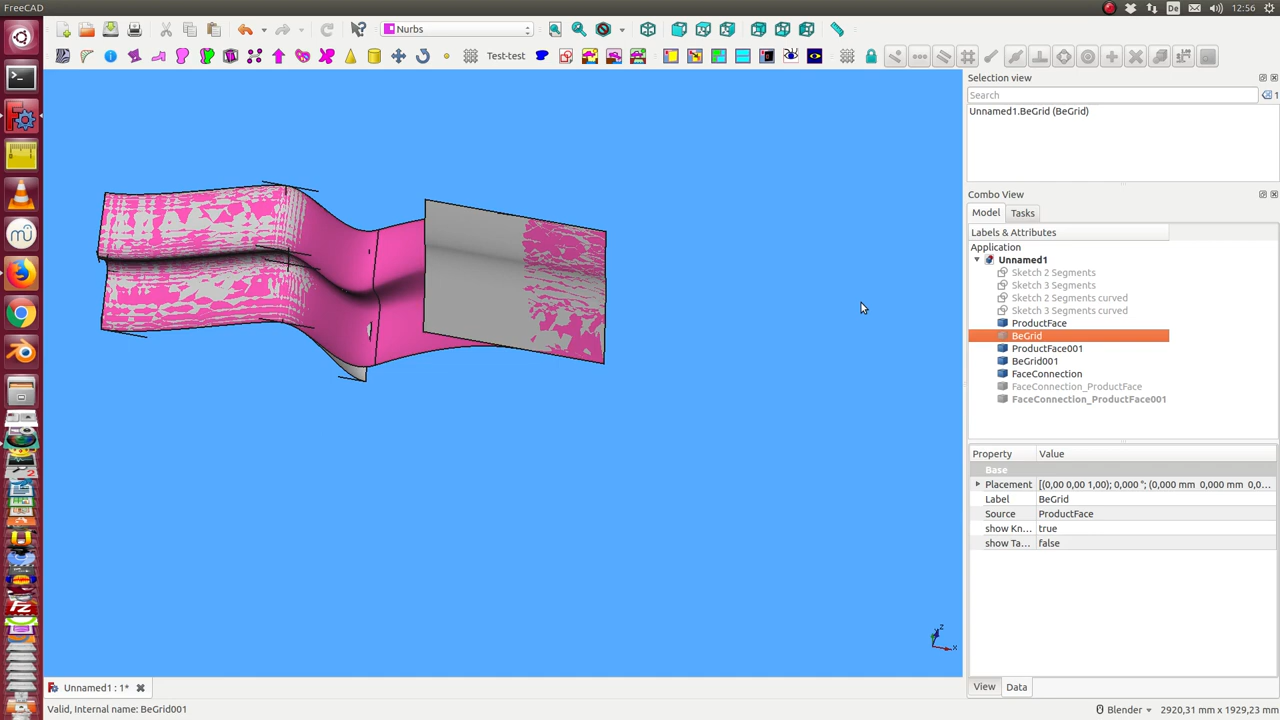 FreeCAD
De
12:56
Nurbs
Test-test
Selection view
Search
1
Unnamed1.BeGrid (BeGrid)
Combo View
Model
Tasks
Labels & Attributes
Application
Unnamed1
Sketch 2 Segments
Sketch 3 Segments
Sketch 2 Segments curved
Sketch 3 Segments curved
ProductFace
BeGrid
ProductFace001
BeGrid001
FaceConnection
FaceConnection_ProductFace
FaceConnection_ProductFace001
Property
Value
Base
Placement
[(0,00 0,00 1,00); 0,000 °; (0,000 mm 0,000 mm 0,0...
Label
BeGrid
Source
ProductFace
show Kn...
true
show Ta...
false
z
x
View
Data
Unnamed1 : 1*
Valid, Internal name: BeGrid001
Blender
2920,31 mm x 1929,23 mm